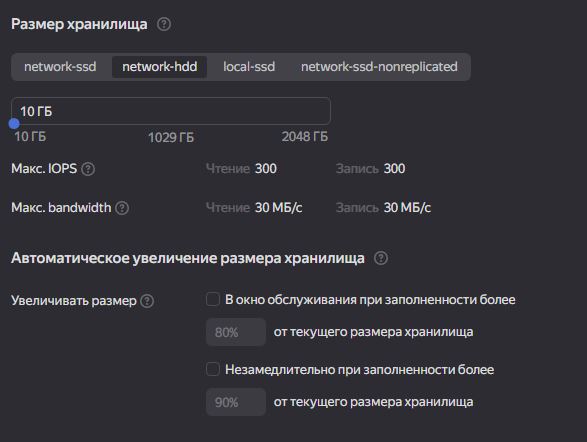 Размер хранилища ?
network-ssd network-hdd local-ssd network-ssd-nonreplicated
10 ГБ
10 ГБ 1029 ГБ 2048 ГБ
Макс. IOPS ? Чтение 300 Запись 300
Макс. bandwidth ? Чтение 30 МБ/с Запись 30 МБ/с
Автоматическое увеличение размера хранилища ?
Увеличивать размер ? В окно обслуживания при заполненности более
80% от текущего размера хранилища
Незамедлительно при заполненности более
90% от текущего размера хранилища